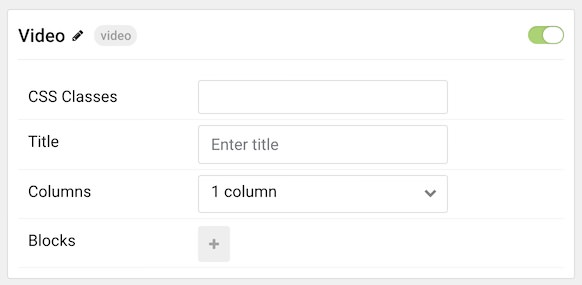 Video video
CSS Classes
Title Enter title
Columns 1 column
Blocks +